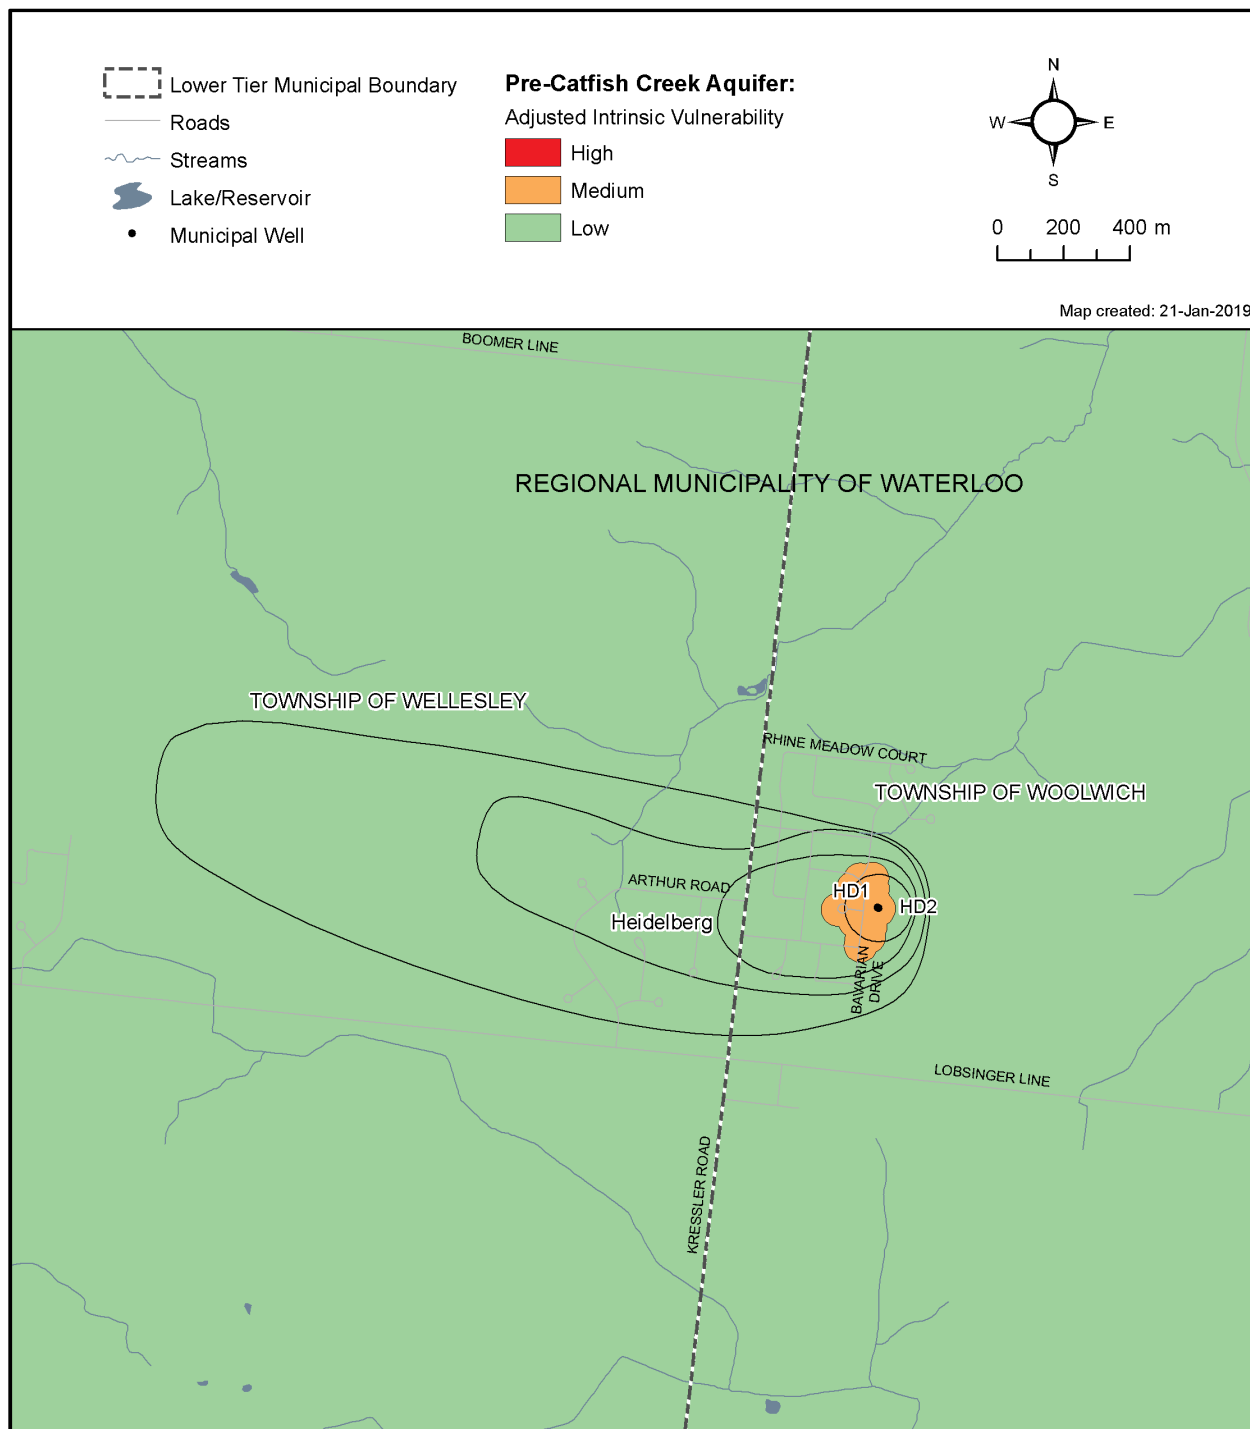 Lower Tier Municipal Boundary
Roads
Streams
Lake/Reservoir
Municipal Well
Pre-Catfish Creek Aquifer:
Adjusted Intrinsic Vulnerability
High
Medium
Low
N
W
E
S
0 200 400 m
Map created: 21-Jan-2019
BOOMER LINE
REGIONAL MUNICIPALITY OF WATERLOO
TOWNSHIP OF WELLESLEY
RHINE MEADOW COURT
TOWNSHIP OF WOOLWICH
ARTHUR ROAD
HD1
HD2
Heidelberg
BAVARIAN
DRIVE
LOBSINGER LINE
KRESSLER ROAD